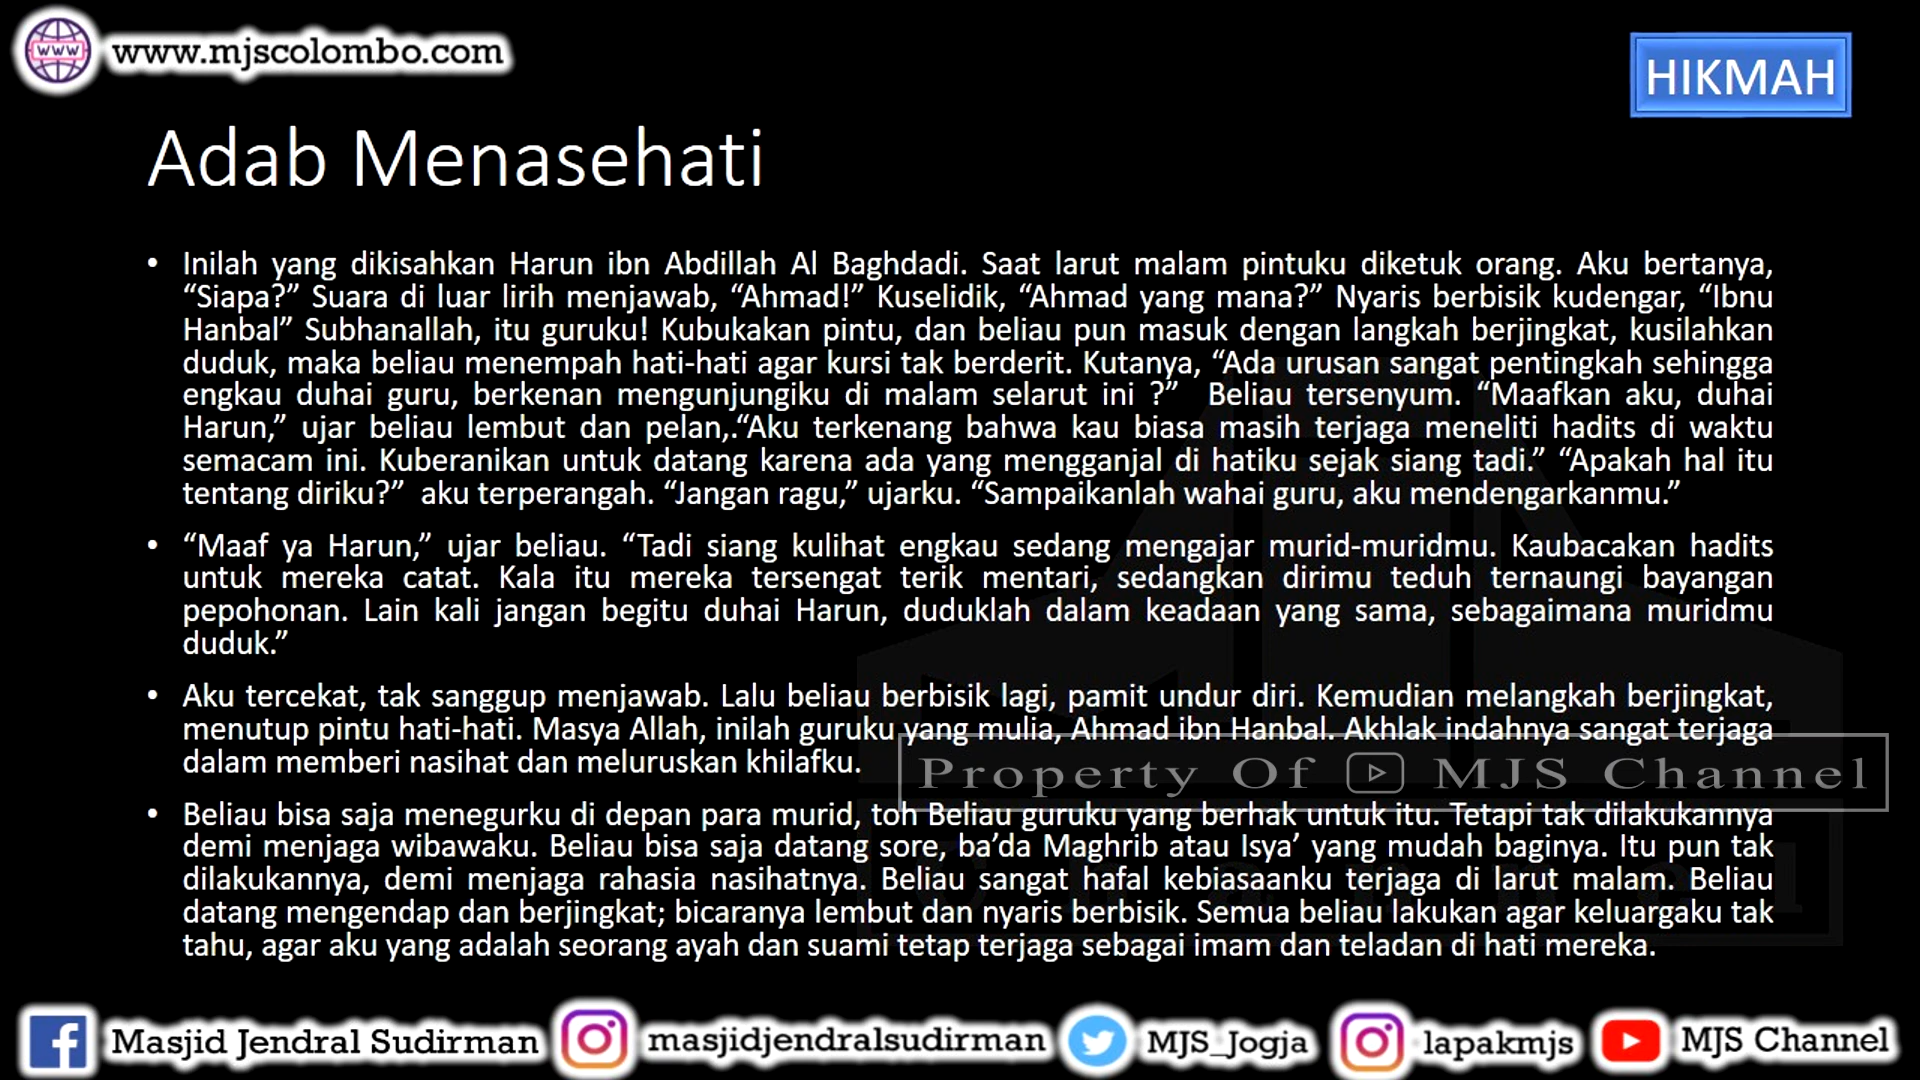 www.mjscolombo.com
HIKMAH
Adab Menasehati
• Inilah yang dikisahkan Harun ibn Abdillah Al Baghdadi. Saat larut malam pintuku diketuk orang. Aku bertanya,
“Siapa?” Suara di luar lirih menjawab, “Ahmad!” Kuselidik, “Ahmad yang mana?” Nyaris berbisik kudengar, “Ibnu
Hanbal” Subhanallah, itu guruku! Kubukakan pintu, dan beliau pun masuk dengan langkah berjingkat, kusilahkan
duduk, maka beliau menempah hati-hati agar kursi tak berderit. Kutanya, “Ada urusan sangat pentingkah sehingga
engkau duhai guru, berkenan mengunjungiku di malam selarut ini ?” Beliau tersenyum. “Maafkan aku, duhai
Harun,” ujar beliau lembut dan pelan,.“Aku terkenang bahwa kau biasa masih terjaga meneliti hadits di waktu
semacam ini. Kuberanikan untuk datang karena ada yang mengganjal di hatiku sejak siang tadi.” “Apakah hal itu
tentang diriku?” aku terperangah. “Jangan ragu,” ujarku. “Sampaikanlah wahai guru, aku mendengarkanmu.”
• “Maaf ya Harun,” ujar beliau. “Tadi siang kulihat engkau sedang mengajar murid-muridmu. Kaubacakan hadits
untuk mereka catat. Kala itu mereka tersengat terik mentari, sedangkan dirimu teduh ternaungi bayangan
pepohonan. Lain kali jangan begitu duhai Harun, duduklah dalam keadaan yang sama, sebagaimana muridmu
duduk.”
• Aku tercekat, tak sanggup menjawab. Lalu beliau berbisik lagi, pamit undur diri. Kemudian melangkah berjingkat,
menutup pintu hati-hati. Masya Allah, inilah guruku yang mulia, Ahmad ibn Hanbal. Akhlak indahnya sangat terjaga
dalam memberi nasihat dan meluruskan khilafku.
Property Of MJS Channel
• Beliau bisa saja menegurku di depan para murid, toh Beliau guruku yang berhak untuk itu. Tetapi tak dilakukannya
demi menjaga wibawaku. Beliau bisa saja datang sore, ba’da Maghrib atau Isya’ yang mudah baginya. Itu pun tak
dilakukannya, demi menjaga rahasia nasihatnya. Beliau sangat hafal kebiasaanku terjaga di larut malam. Beliau
datang mengendap dan berjingkat; bicaranya lembut dan nyaris berbisik. Semua beliau lakukan agar keluargaku tak
tahu, agar aku yang adalah seorang ayah dan suami tetap terjaga sebagai imam dan teladan di hati mereka.
Masjid Jendral Sudirman masjidjendralsudirman MJS_Jogja lapakmjs MJS Channel